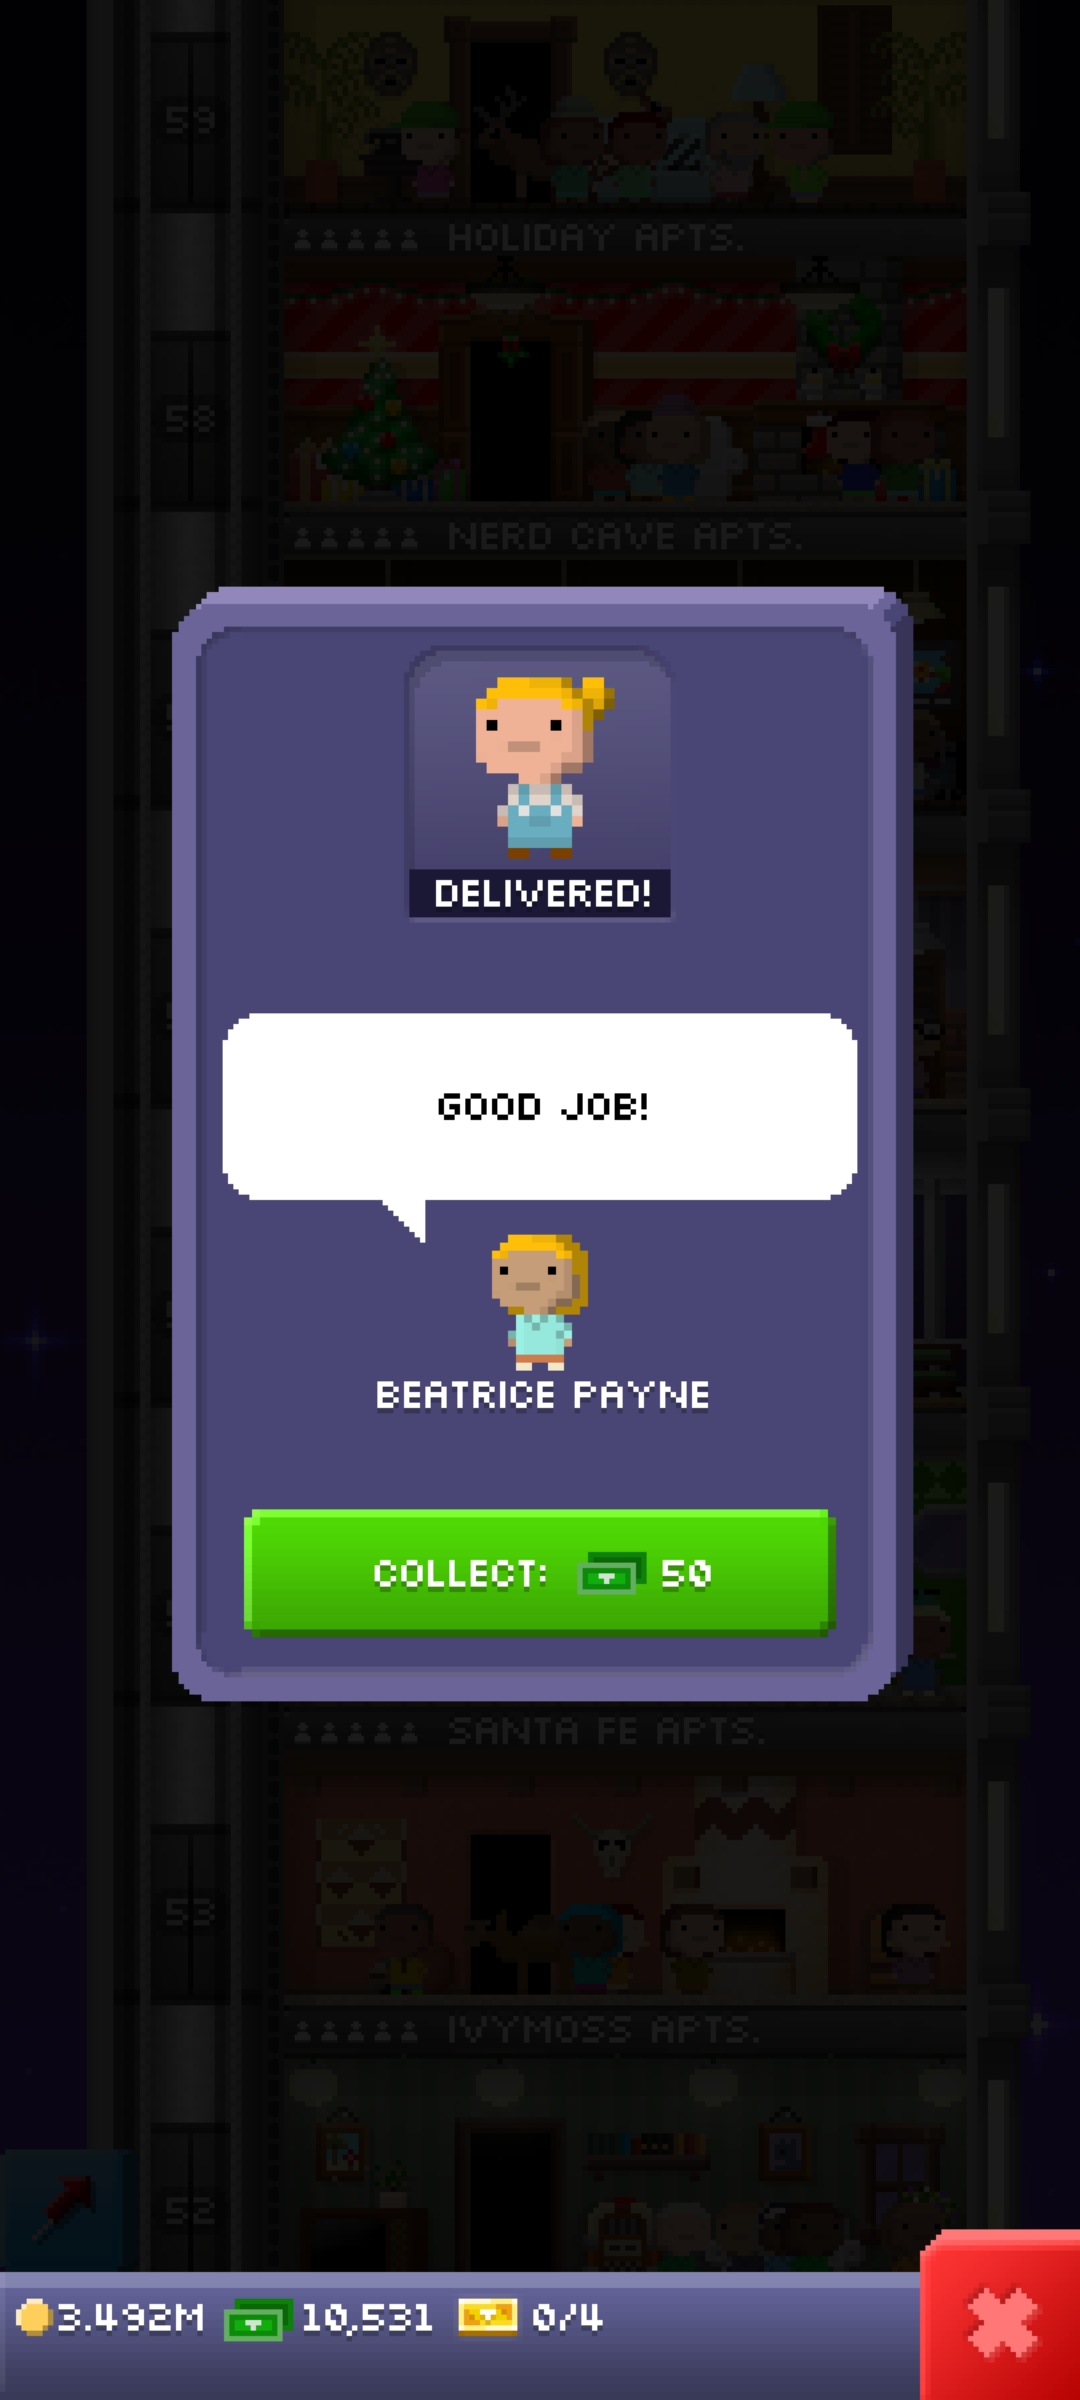 59
HOLIDAY APTS.
58
NERD CAVE APTS.
DELIVERED!
GOOD JOB!
BEATRICE PAYNE
COLLECT: 50
SANTA FE APTS.
53
IVYMOSS APTS.
52
3.492M 10,531 0/4